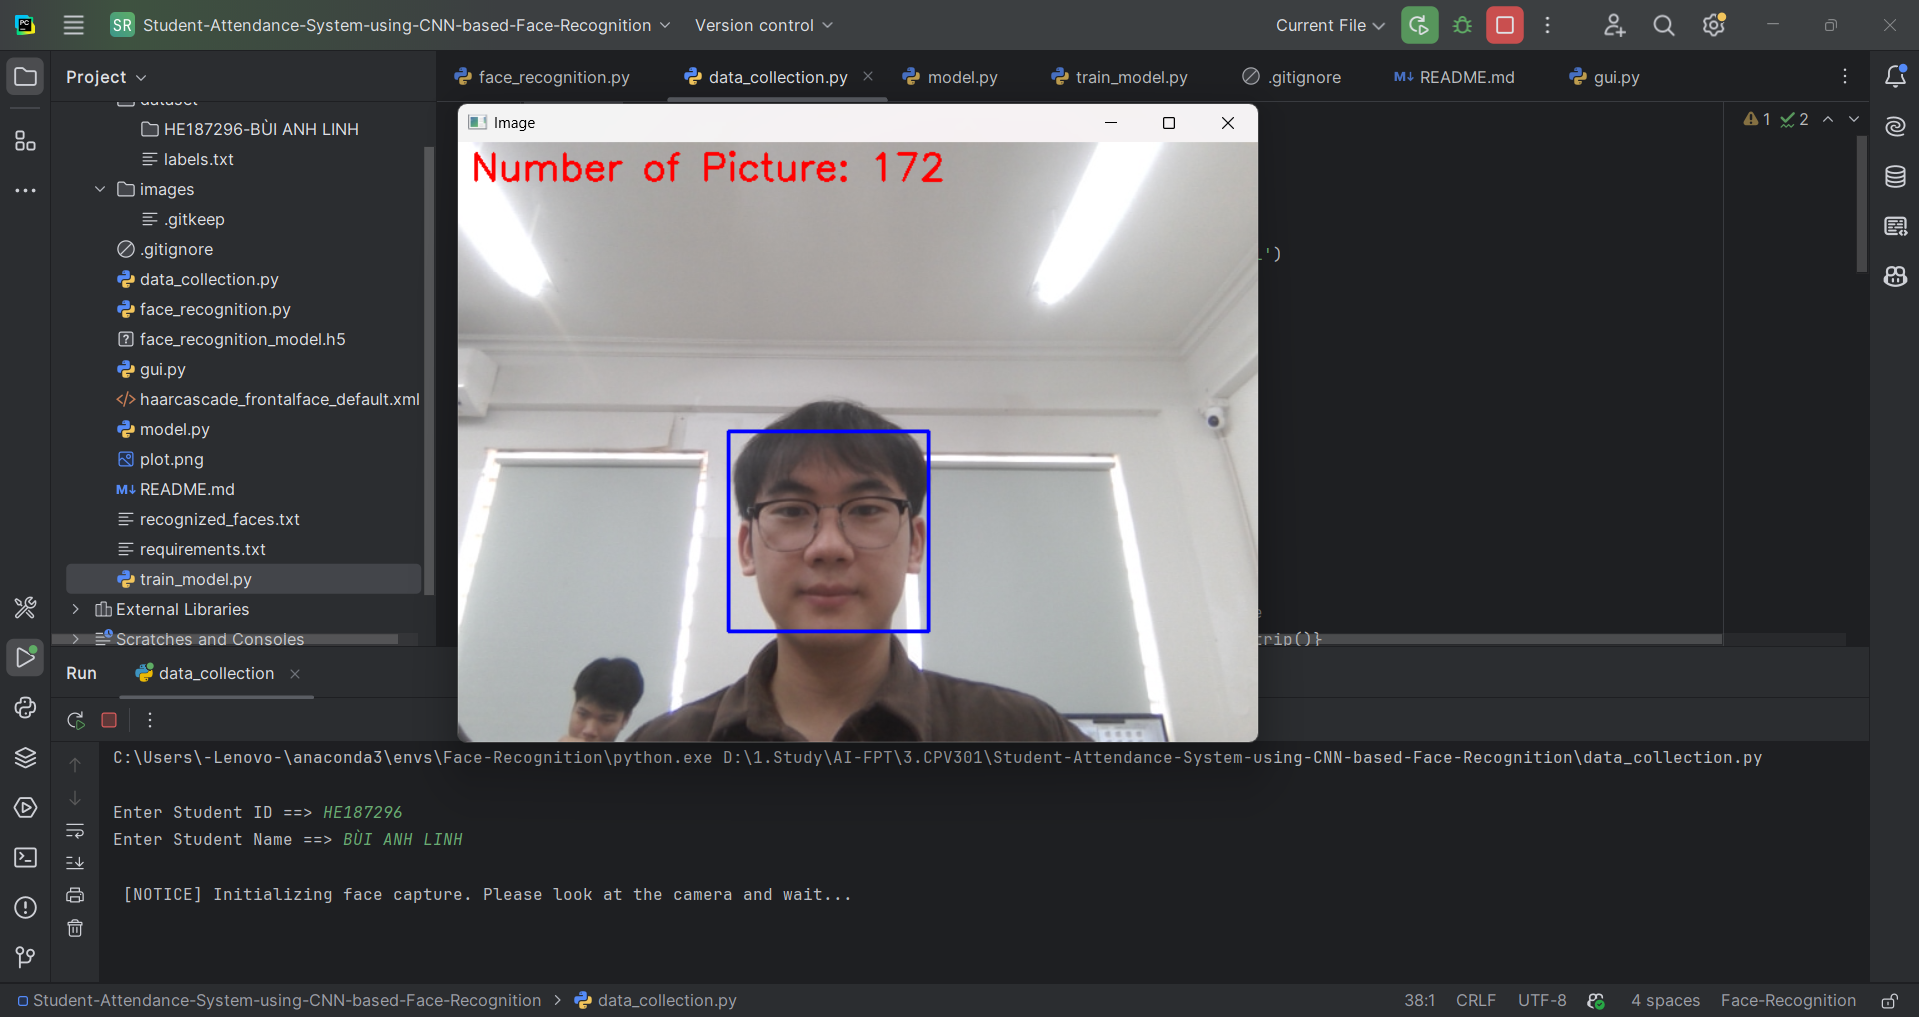 SR Student-Attendance-System-using-CNN-based-Face-Recognition Version control Current File
Project
face_recognition.py data_collection.py model.py train_model.py .gitignore README.md gui.py
dataset
HE187296-BÙI ANH LINH
labels.txt
images
.gitkeep
.gitignore
data_collection.py
face_recognition.py
face_recognition_model.h5
gui.py
haarcascade_frontalface_default.xml
model.py
plot.png
README.md
recognized_faces.txt
requirements.txt
train_model.py
External Libraries
Scratches and Consoles
1 2
Image
Number of Picture: 172
')
trip()}
Run data_collection
C:\Users\-Lenovo-\anaconda3\envs\Face-Recognition\python.exe D:\1.Study\AI-FPT\3.CPV301\Student-Attendance-System-using-CNN-based-Face-Recognition\data_collection.py
Enter Student ID ==> HE187296
Enter Student Name ==> BÙI ANH LINH
[NOTICE] Initializing face capture. Please look at the camera and wait...
Student-Attendance-System-using-CNN-based-Face-Recognition > data_collection.py 38:1 CRLF UTF-8 4 spaces Face-Recognition